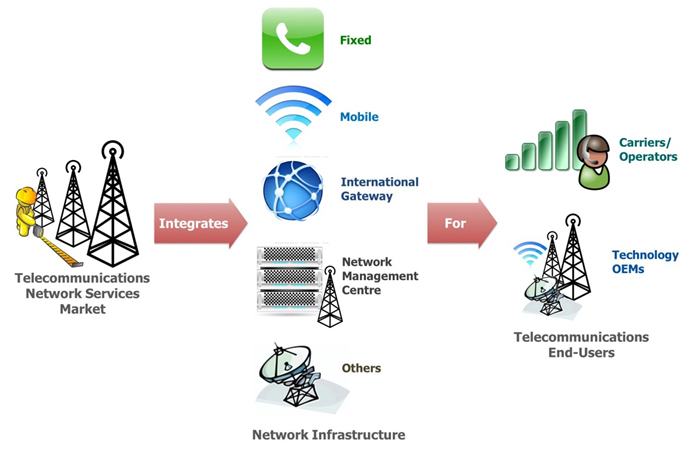 Fixed
Mobile
International
Gateway
Network
Management
Centre
Others
Network Infrastructure
Telecommunications
Network Services
Market
Integrates
For
Carriers/
Operators
Technology
OEMs
Telecommunications
End-Users